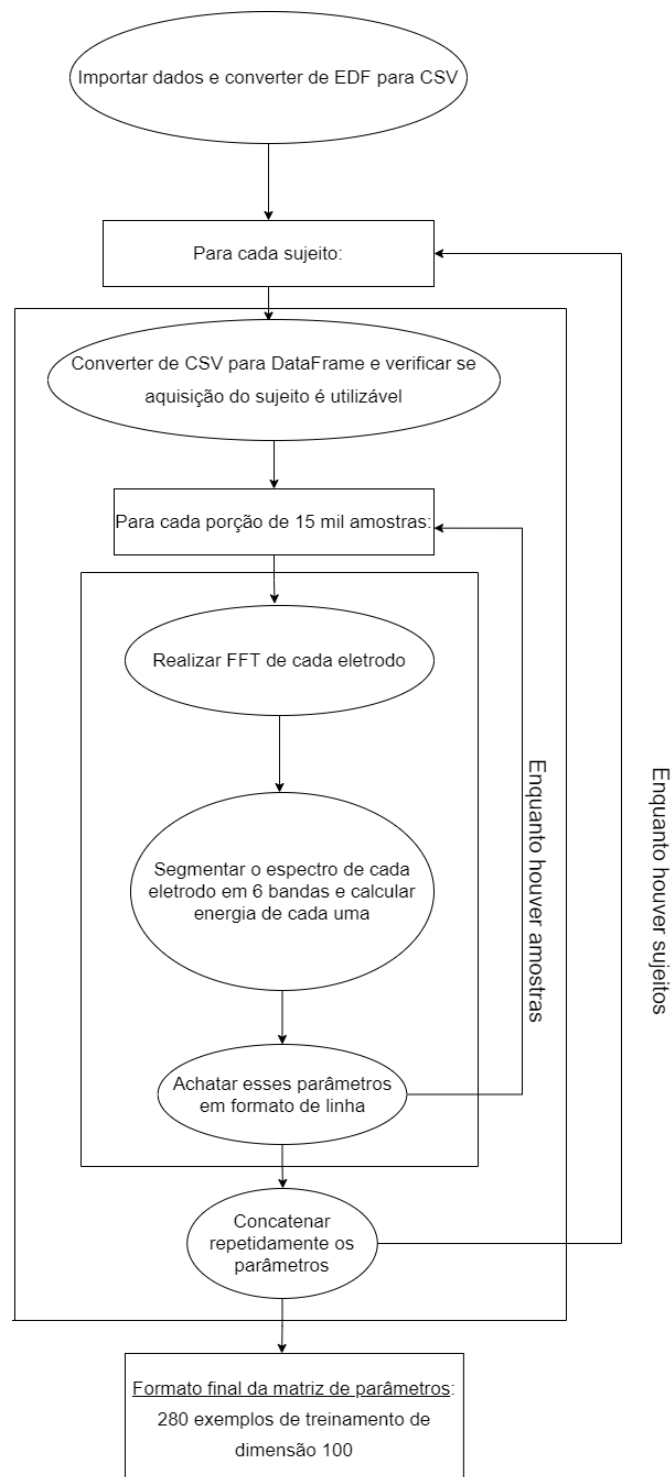 Importar dados e converter de EDF para CSV
Para cada sujeito:
Converter de CSV para DataFrame e verificar se
aquisição do sujeito é utilizável
Para cada porção de 15 mil amostras:
Realizar FFT de cada eletrodo
Segmentar o espectro de cada
eletrodo em 6 bandas e calcular
energia de cada uma
Achatar esses parâmetros
em formato de linha
Enquanto houver amostras
Enquanto houver sujeitos
Concatenar
repetidamente os
parâmetros
Formato final da matriz de parâmetros:
280 exemplos de treinamento de
dimensão 100